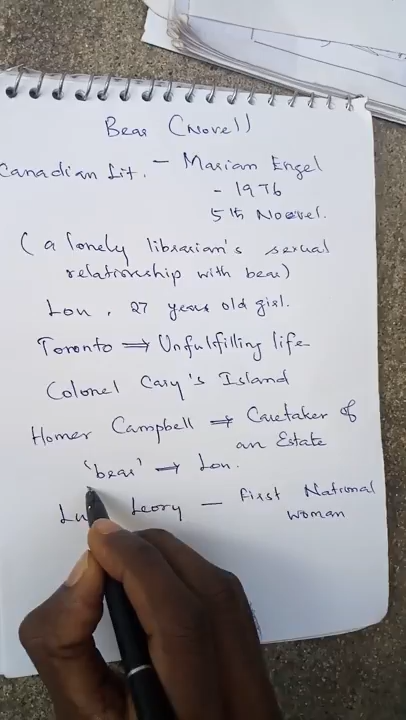 Bear (Novel)
Canadian Lit. - Marian Engel
- 1976
5th Noovel.
(a lonely librarian's sexual
relationship with bear)
Lou, 27 years old girl.
Toronto ⇒ Unfulfilling life
Colonel Cary's Island
Homer Campbell ⇒ Caretaker of
an Estate
'bear' → Lou.
Leory - First National
woman